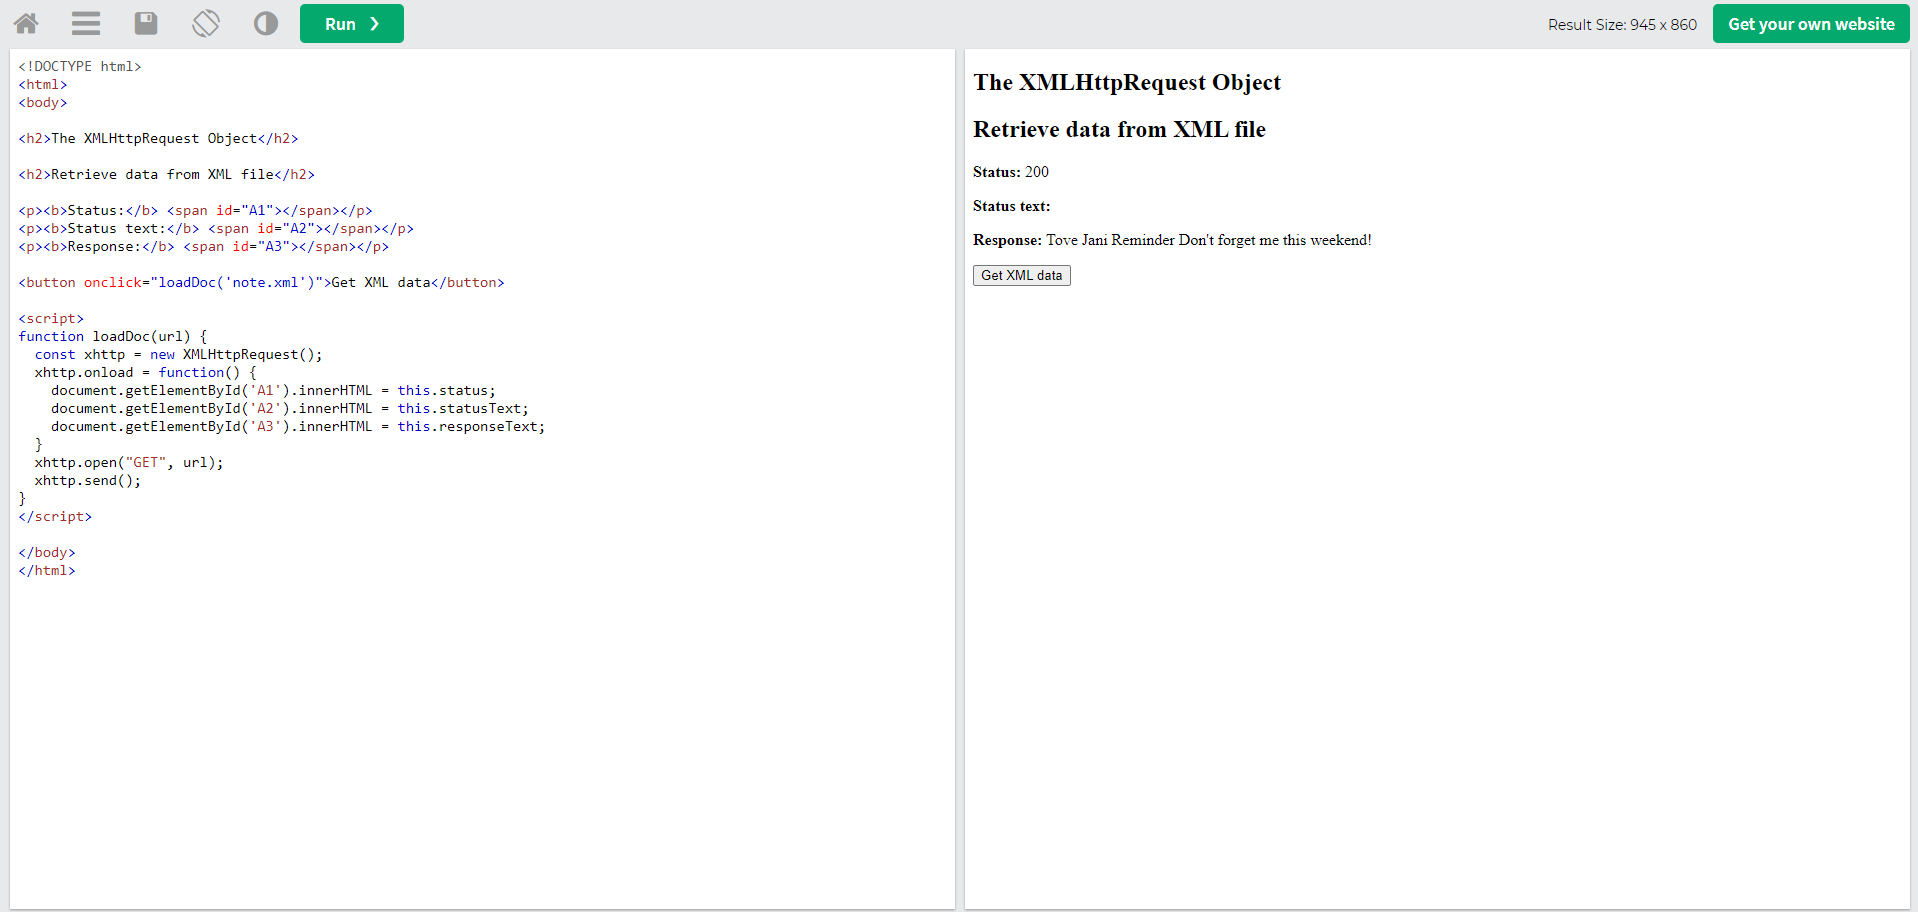 Run ❯
Result Size: 945 x 860
Get your own website
<!DOCTYPE html>
<html>
<body>
<h2>The XMLHttpRequest Object</h2>
<h2>Retrieve data from XML file</h2>
<p><b>Status:</b> <span id="A1"></span></p>
<p><b>Status text:</b> <span id="A2"></span></p>
<p><b>Response:</b> <span id="A3"></span></p>
<button onclick="loadDoc('note.xml')">Get XML data</button>
<script>
function loadDoc(url) {
  const xhttp = new XMLHttpRequest();
  xhttp.onload = function() {
    document.getElementById('A1').innerHTML = this.status;
    document.getElementById('A2').innerHTML = this.statusText;
    document.getElementById('A3').innerHTML = this.responseText;
  }
  xhttp.open("GET", url);
  xhttp.send();
}
</script>
</body>
</html>
The XMLHttpRequest Object
Retrieve data from XML file
Status: 200
Status text:
Response: Tove Jani Reminder Don't forget me this weekend!
Get XML data